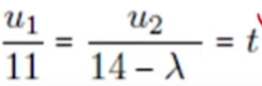 u₁/11 = u₂/(14 − λ) = t